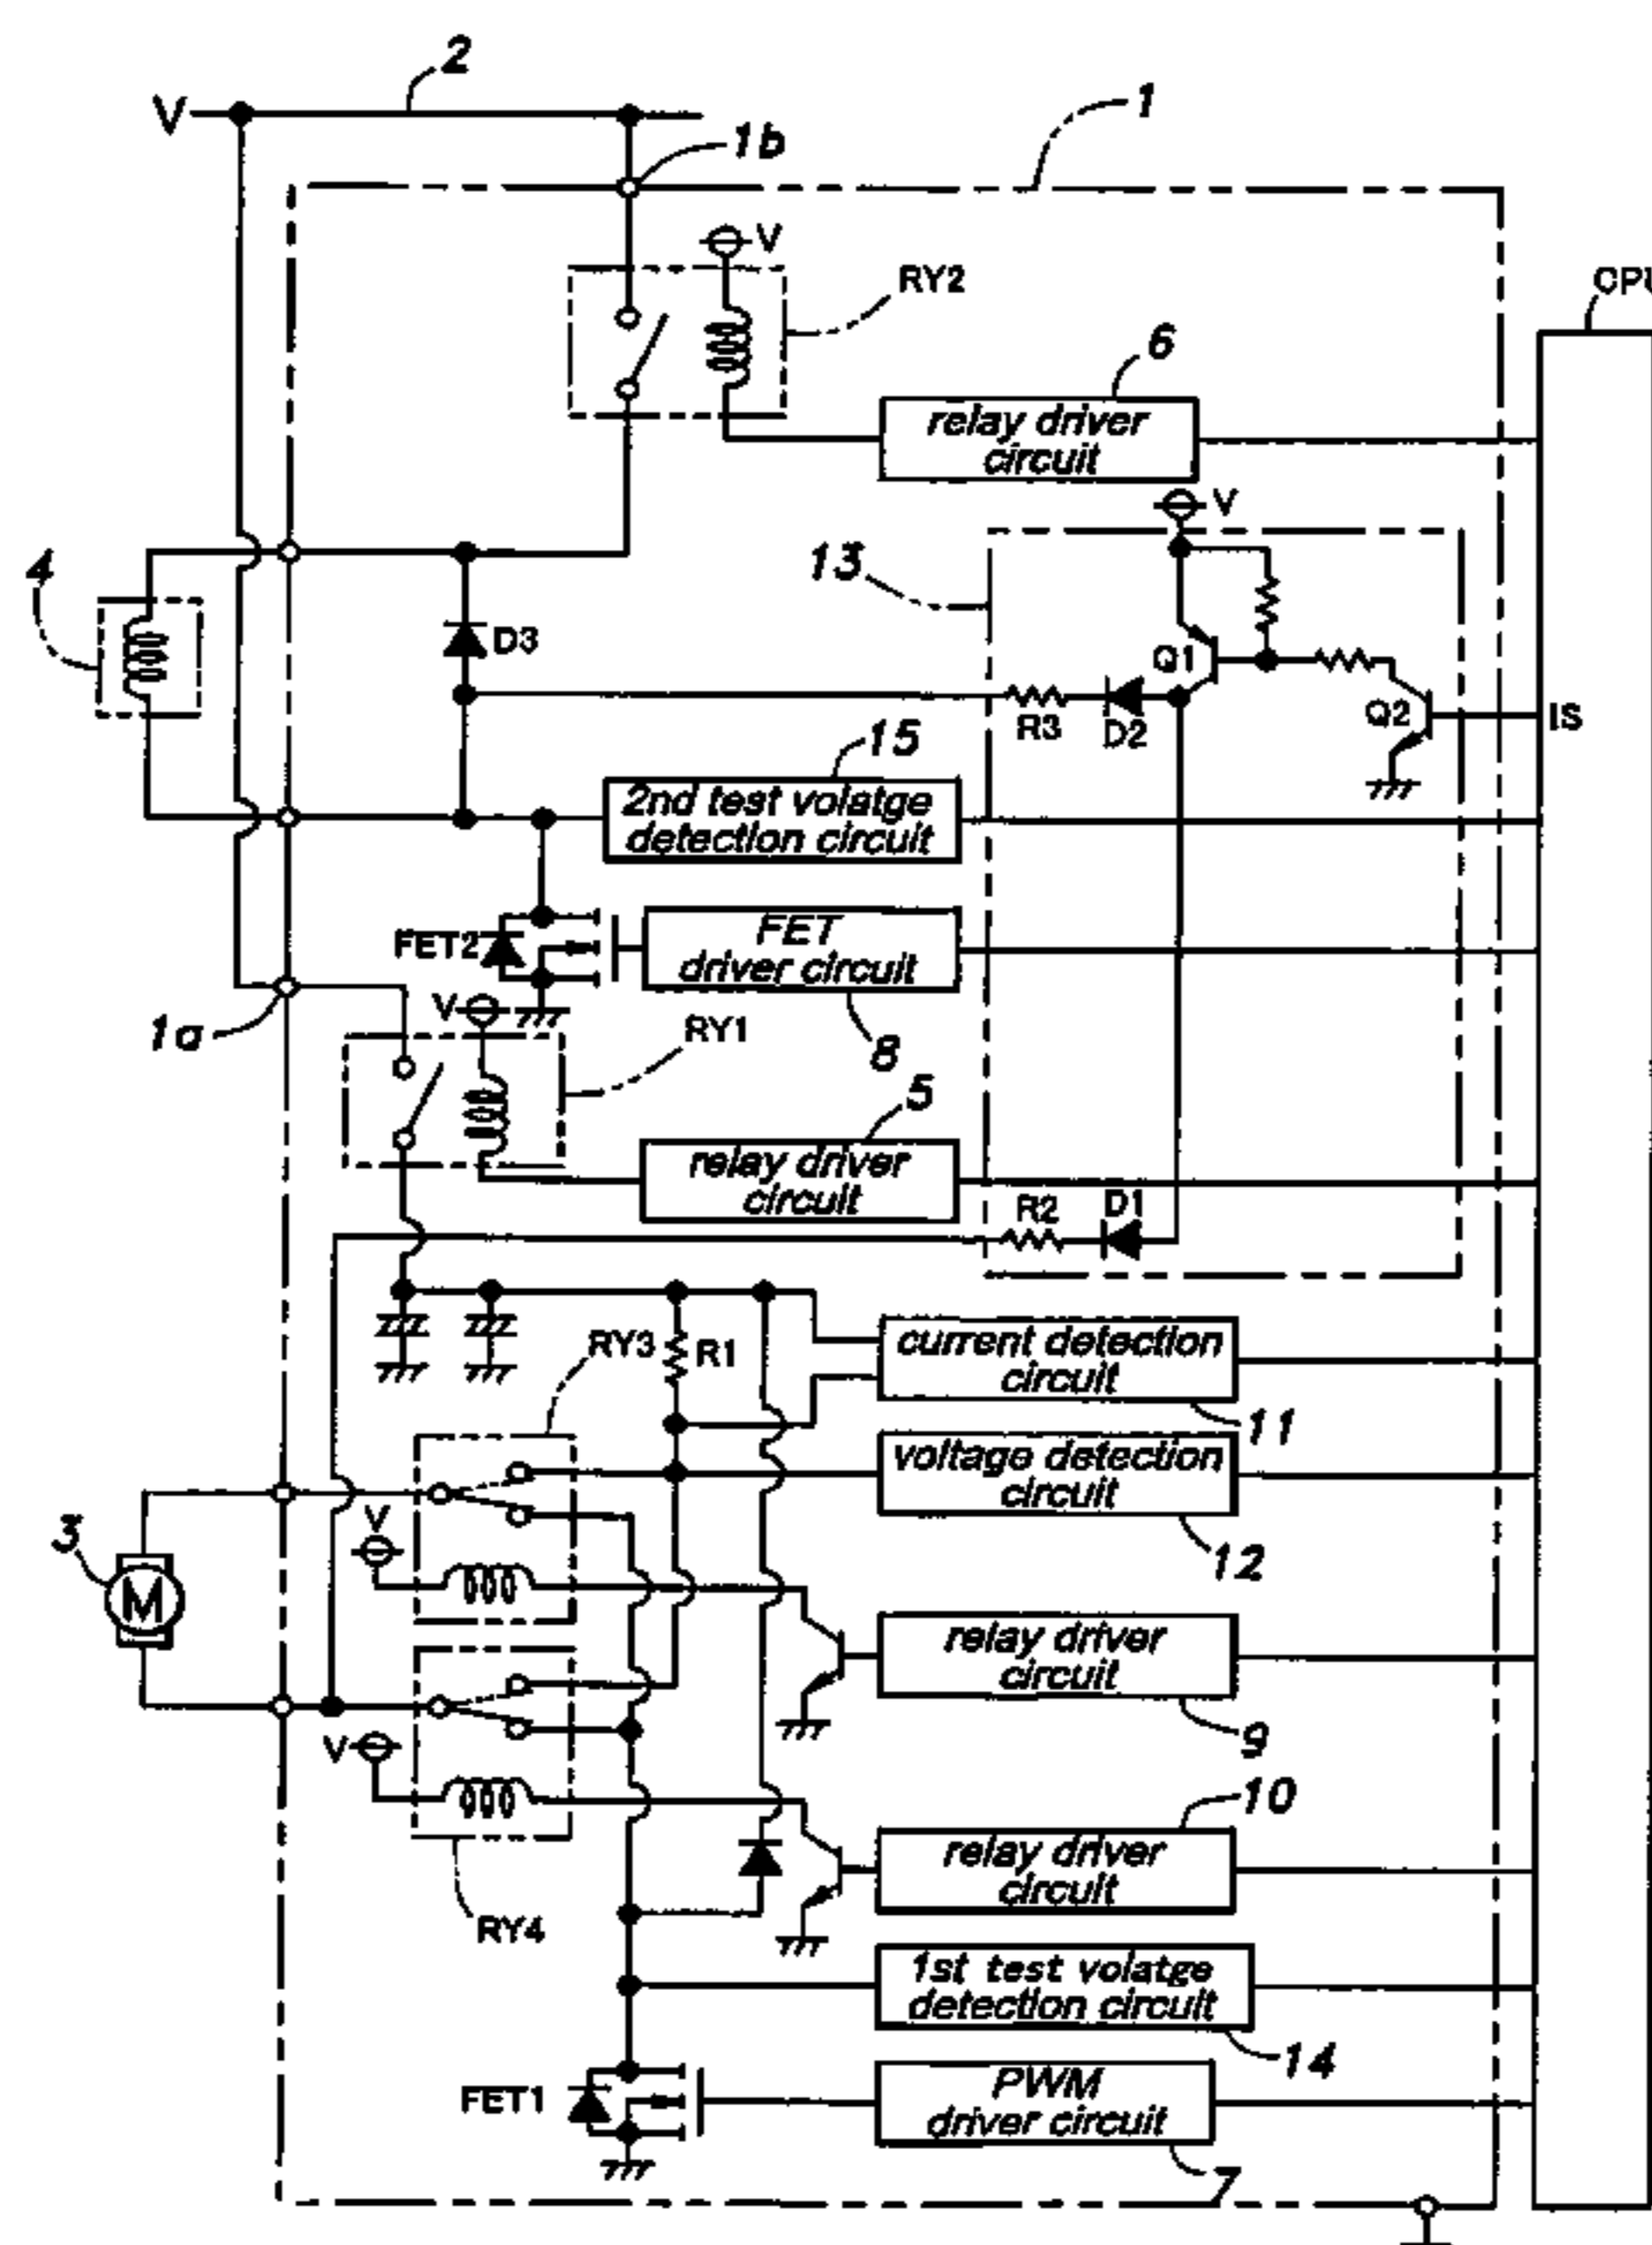 2
V
1
1b
V
CPU
RY2
6
relay driver
circuit
V
13
4
D3
Q1
Q2
IS
R3
D2
15
2nd test volatge
detection circuit
FET2
FET
driver circuit
V
1a
RY1
8
5
relay driver
circuit
R2
D1
RY3
R1
current detection
circuit
11
voltage detection
circuit
12
3
V
M
relay driver
circuit
9
V
10
relay driver
circuit
RY4
1st test volatge
detection circuit
14
FET1
PWM
driver circuit
7